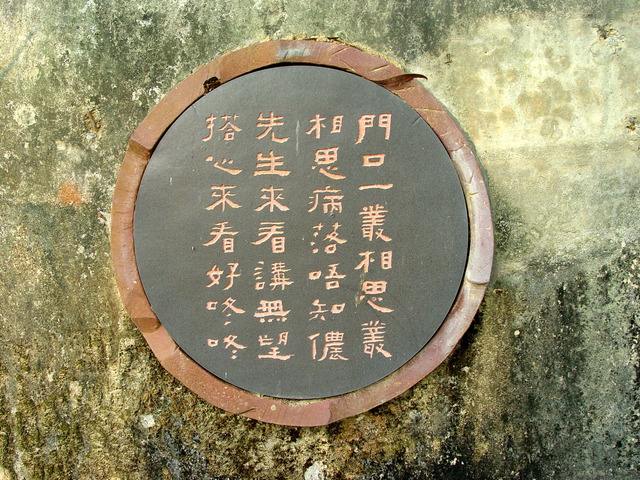 門口一叢相思叢
相思病落唔知儂
先生來看講無望
搭心來看好咚咚